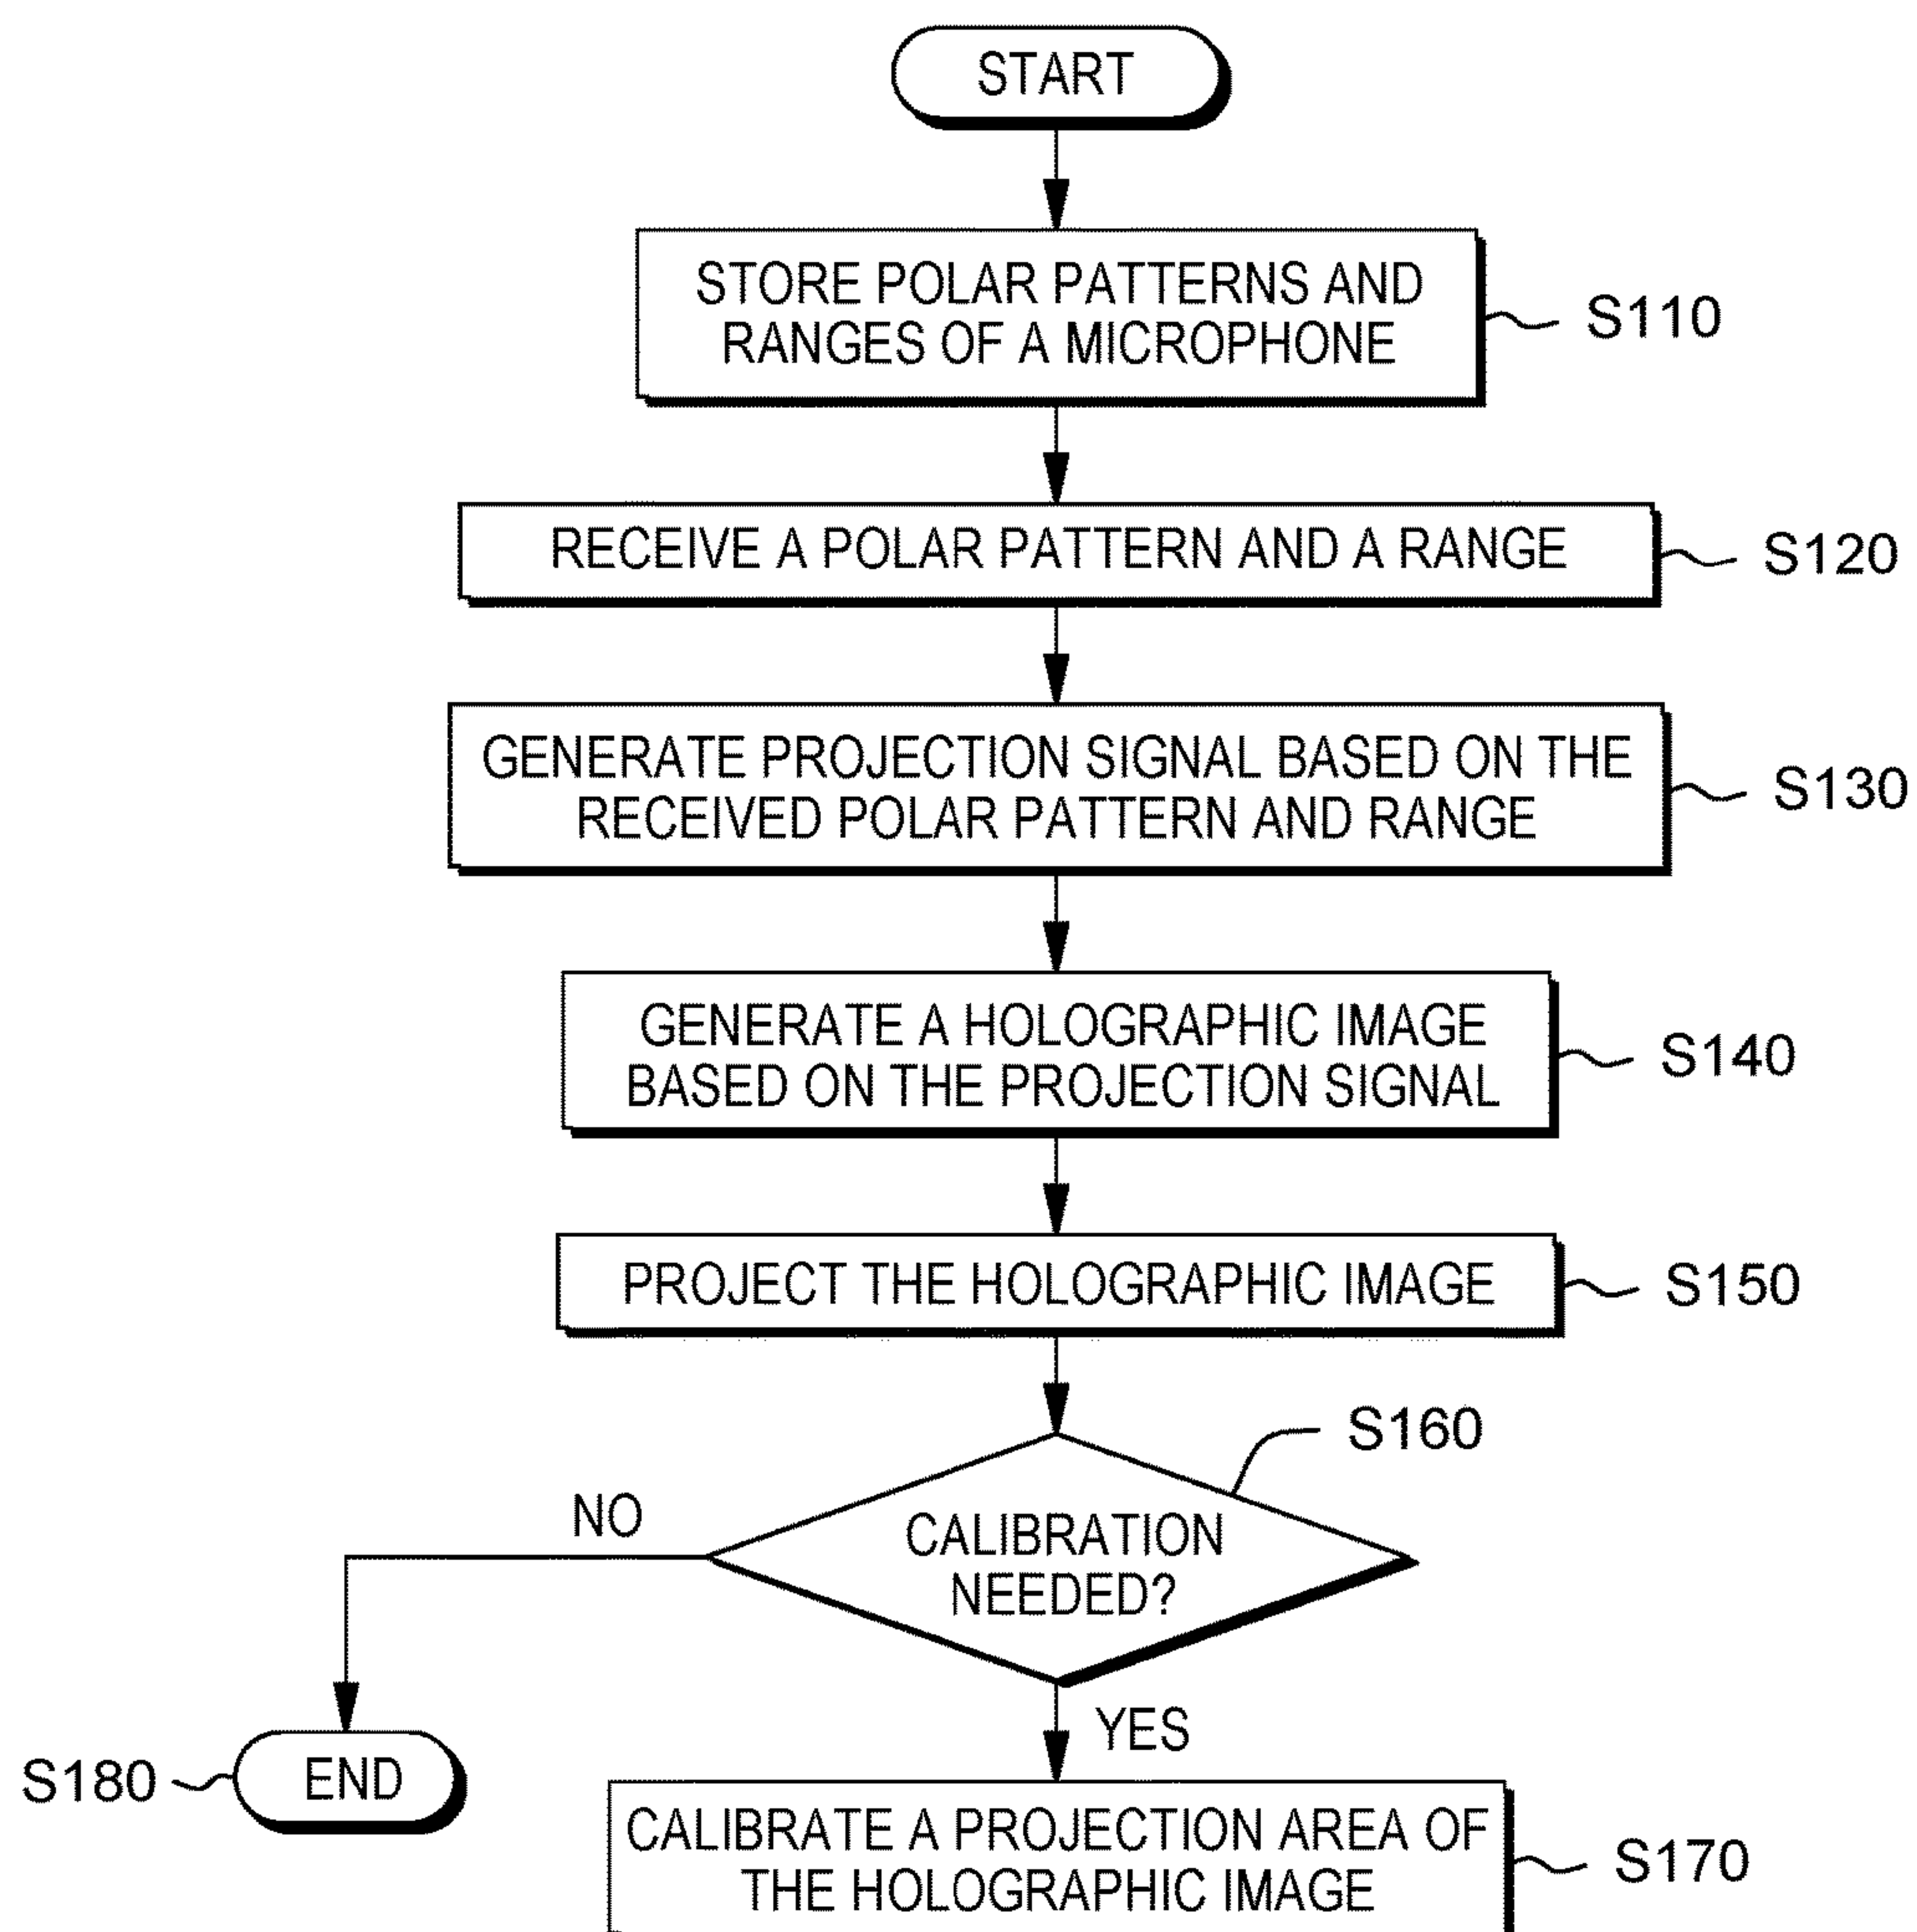 START
STORE POLAR PATTERNS AND
RANGES OF A MICROPHONE
S110
RECEIVE A POLAR PATTERN AND A RANGE
S120
GENERATE PROJECTION SIGNAL BASED ON THE
RECEIVED POLAR PATTERN AND RANGE
S130
GENERATE A HOLOGRAPHIC IMAGE
BASED ON THE PROJECTION SIGNAL
S140
PROJECT THE HOLOGRAPHIC IMAGE
S150
S160
CALIBRATION
NEEDED?
NO
YES
S180
END
CALIBRATE A PROJECTION AREA OF
THE HOLOGRAPHIC IMAGE
S170